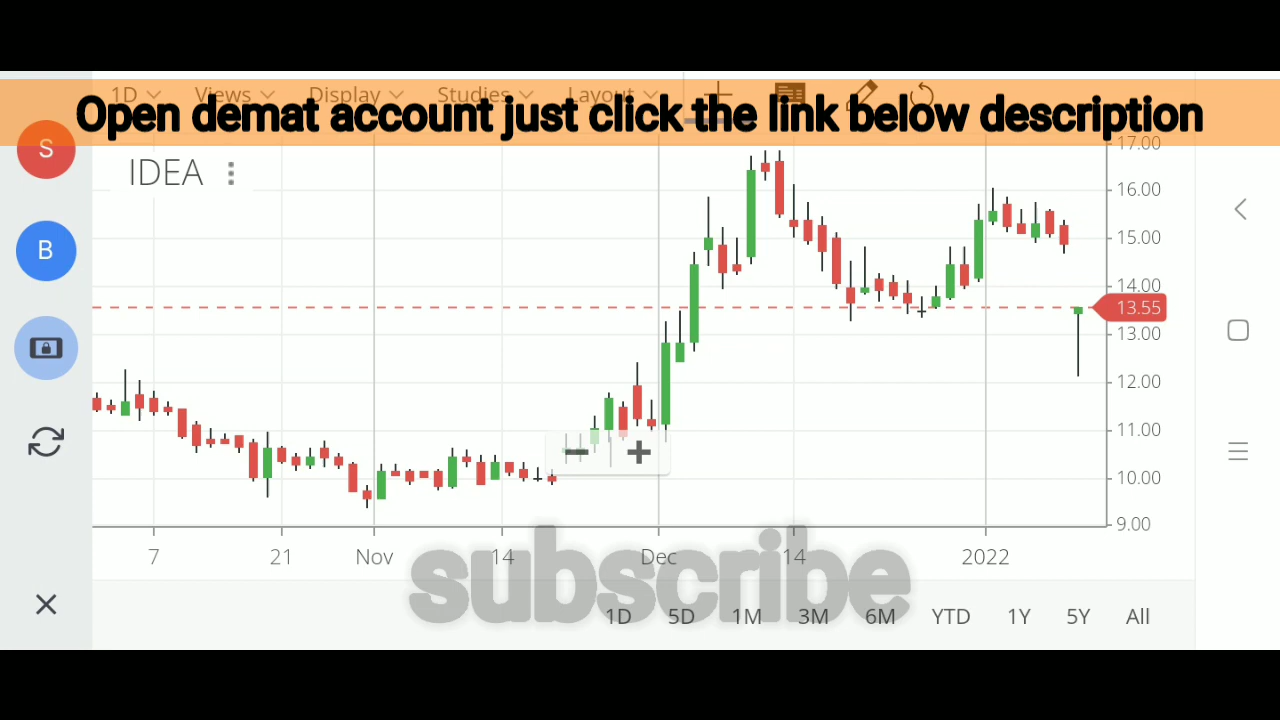 1D Views Display Studies Layout
Open demat account just click the link below description
S
IDEA
B
17.00
16.00
15.00
14.00
13.55
13.00
12.00
11.00
10.00
9.00
7 21 Nov 14 Dec 14 2022
subscribe
1D 5D 1M 3M 6M YTD 1Y 5Y All